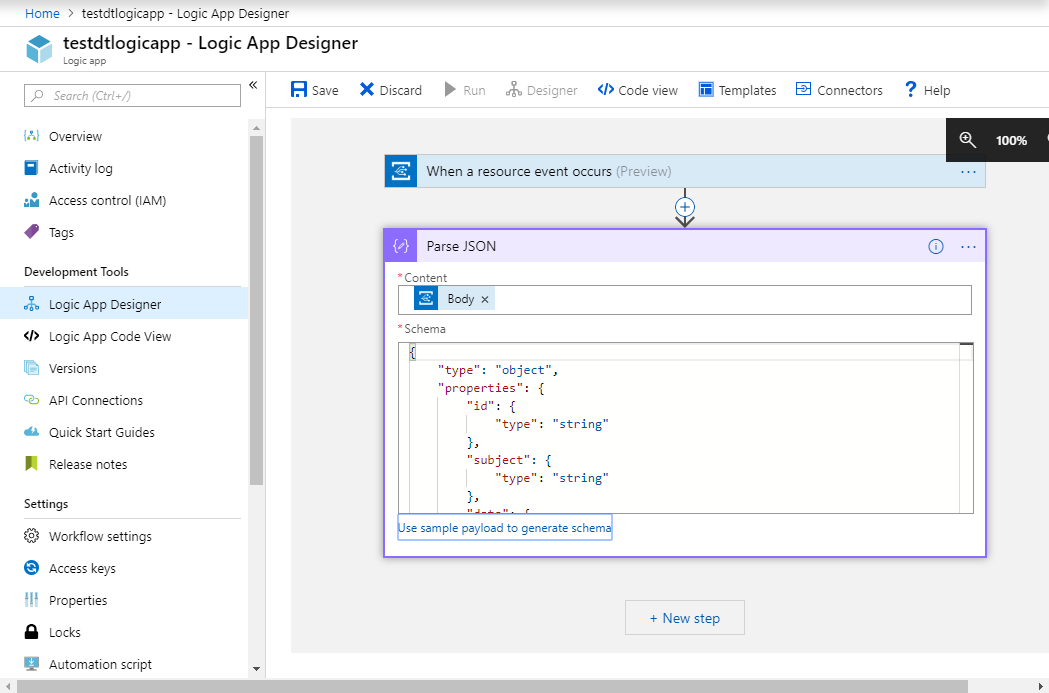 Home > testdtlogicapp - Logic App Designer
testdtlogicapp - Logic App Designer
Logic app
Search (Ctrl+/)
«
Overview
Activity log
Access control (IAM)
Tags
Development Tools
Logic App Designer
Logic App Code View
Versions
API Connections
Quick Start Guides
Release notes
Settings
Workflow settings
Access keys
Properties
Locks
Automation script
Save Discard Run Designer Code view Templates Connectors Help
100%
When a resource event occurs (Preview) ...
Parse JSON ...
* Content
Body ×
* Schema
{
"type": "object",
"properties": {
"id": {
"type": "string"
},
"subject": {
"type": "string"
},
"data": {
Use sample payload to generate schema
+ New step